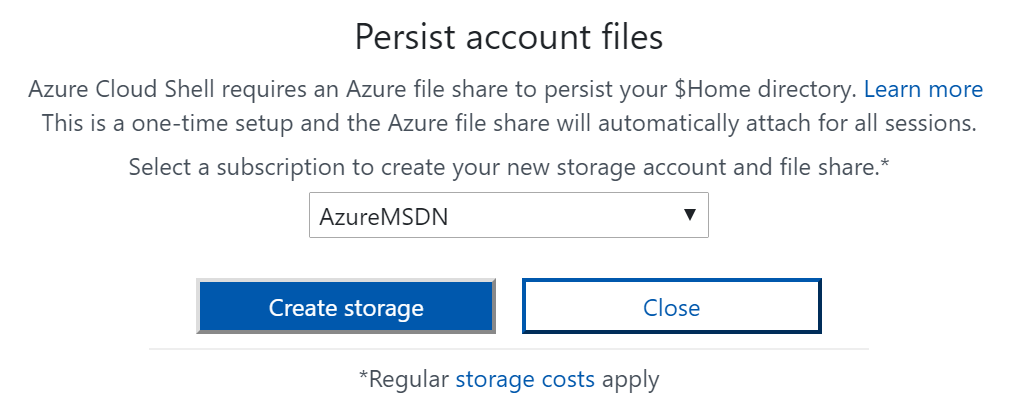 Persist account files
Azure Cloud Shell requires an Azure file share to persist your $Home directory. Learn more
This is a one-time setup and the Azure file share will automatically attach for all sessions.
Select a subscription to create your new storage account and file share.*
AzureMSDN
Create storage
Close
*Regular storage costs apply